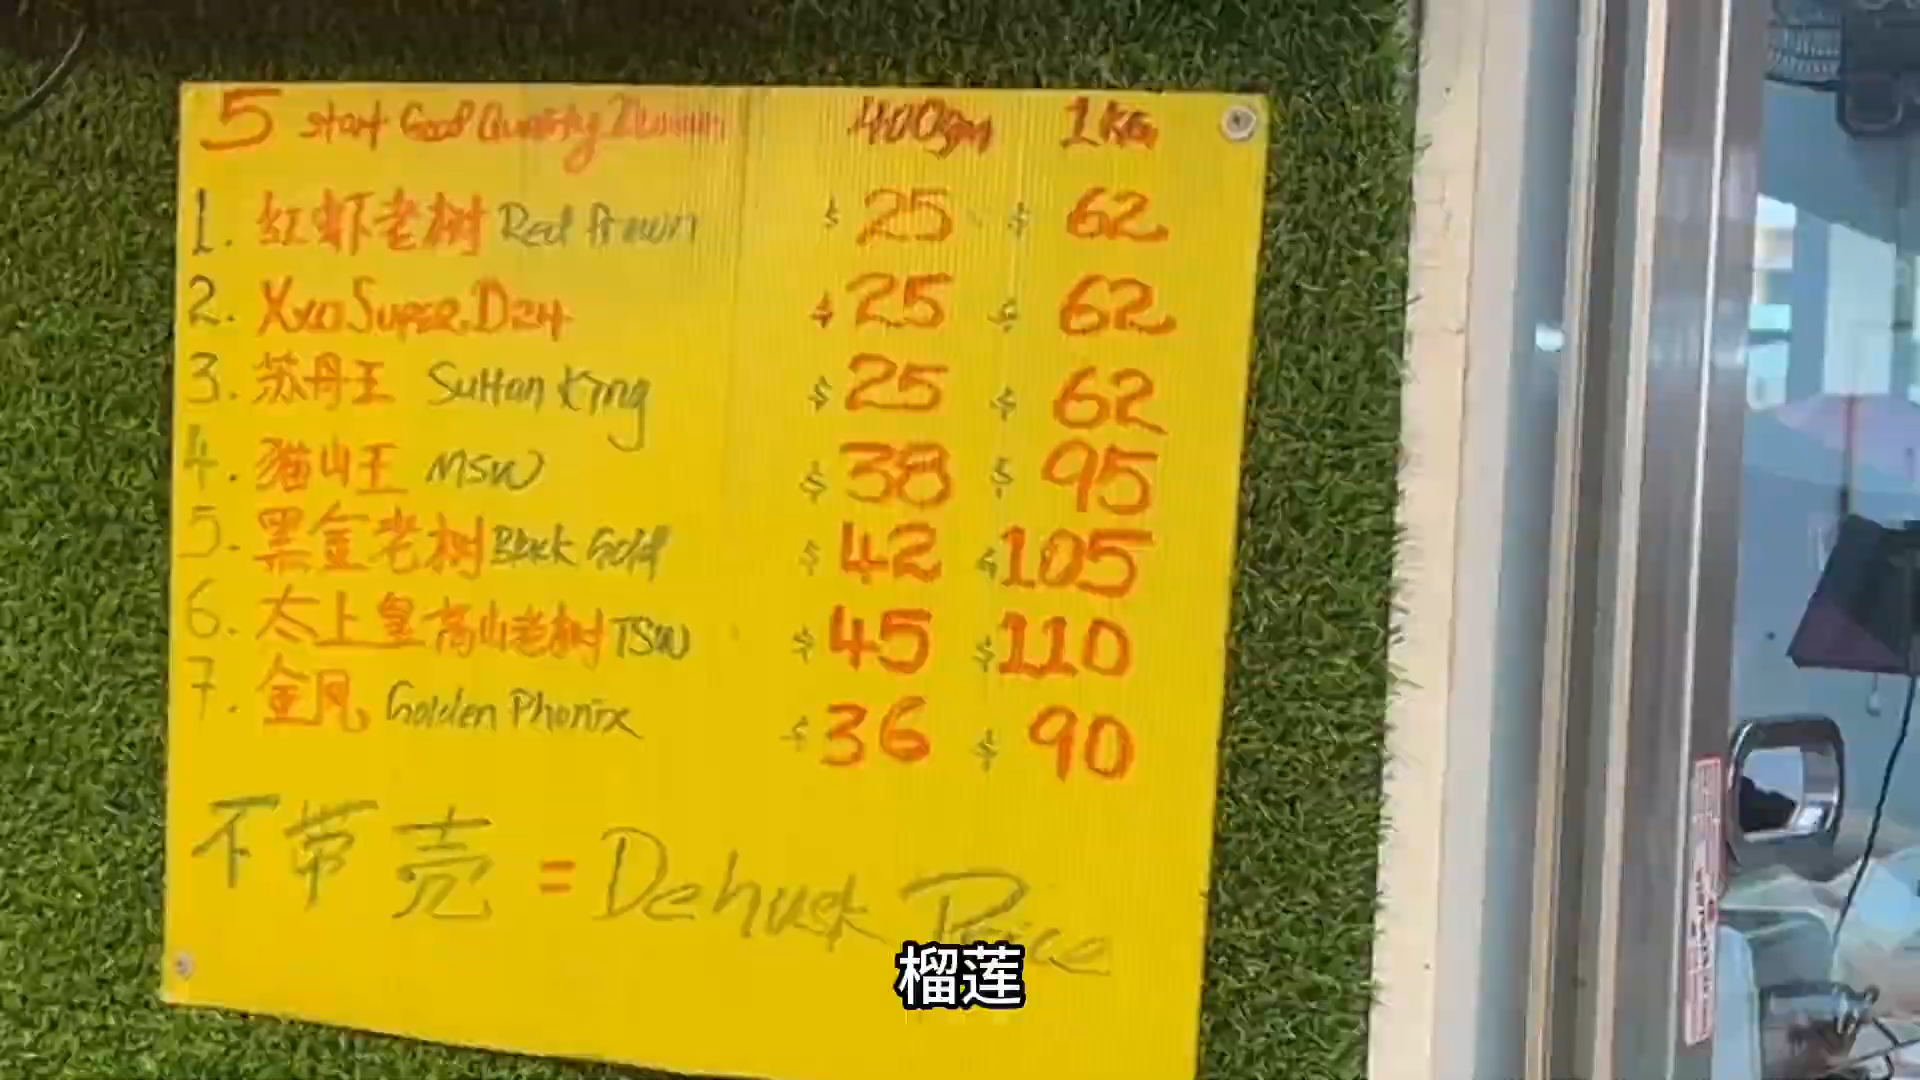 5 start Good Quality Durian 400gm 1KG
1. 红虾老树 Red Prawn $25 $62
2. XXO Super.D24 $25 $62
3. 苏丹王 Sultan King $25 $62
4. 猫山王 MSW $38 $95
5. 黑金老树 Black Gold $42 $105
6. 太上皇高山老树 TSW $45 $110
7. 金凤 Golden Phonix $36 $90
不带壳 = Dehusk Price
榴莲